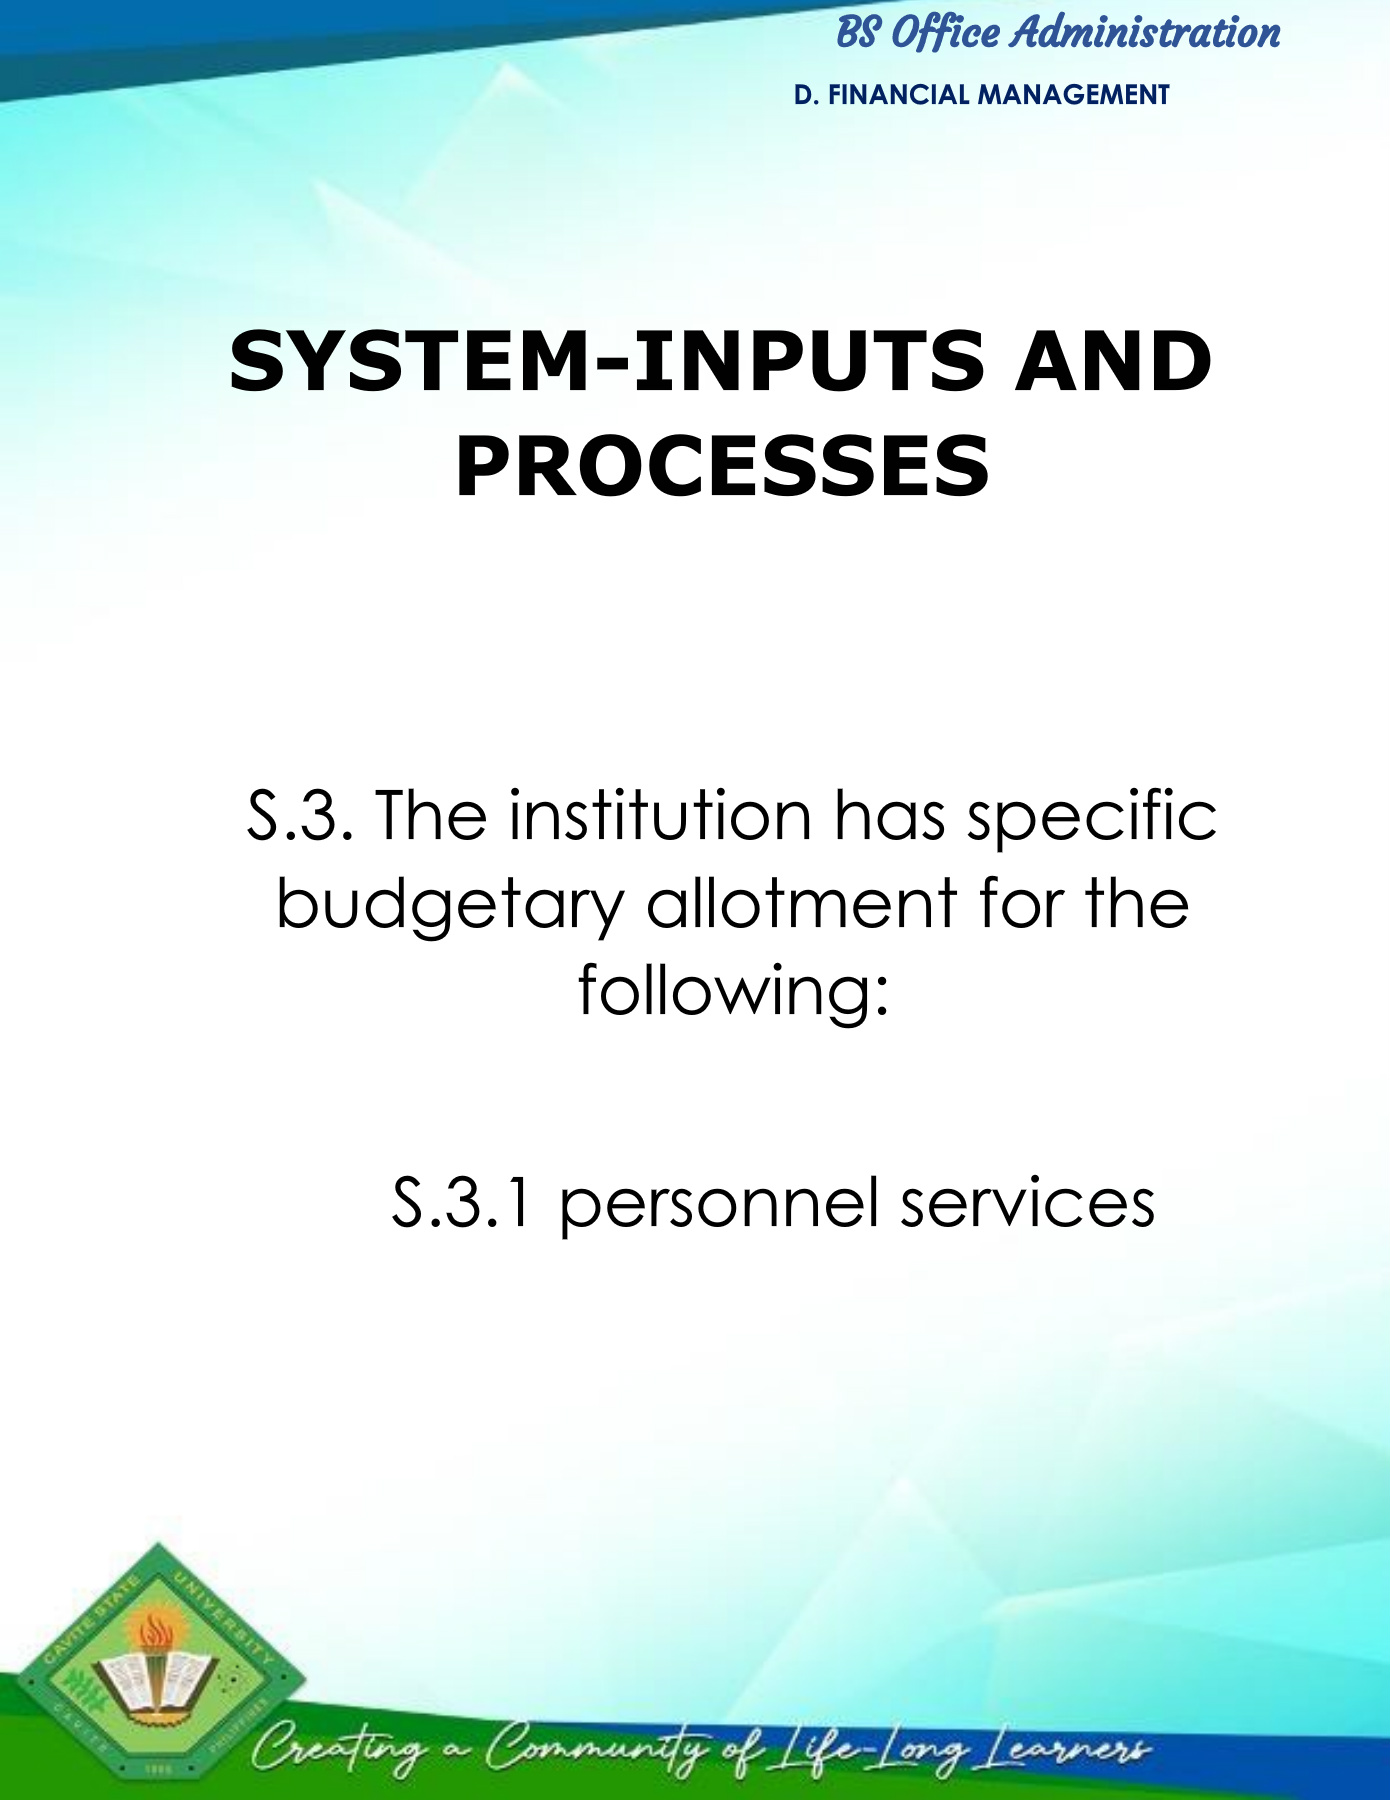 BS Office Administration
D. FINANCIAL MANAGEMENT
SYSTEM-INPUTS AND
PROCESSES
S.3. The institution has specific
budgetary allotment for the
following:
S.3.1 personnel services
CAVITE STATE UNIVERSITY
CAVITE
PHILIPPINES
Creating a Community of Life-Long Learners